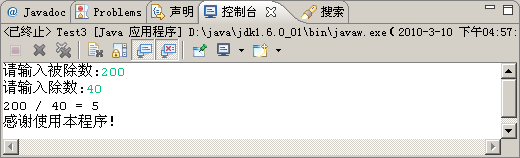 @ Javadoc Problems 声明 控制台 搜索
<已终止> Test3 [Java 应用程序] D:\java\jdk1.6.0_01\bin\javaw.exe(2010-3-10 下午04:57:
请输入被除数:200
请输入除数:40
200 / 40 = 5
感谢使用本程序!